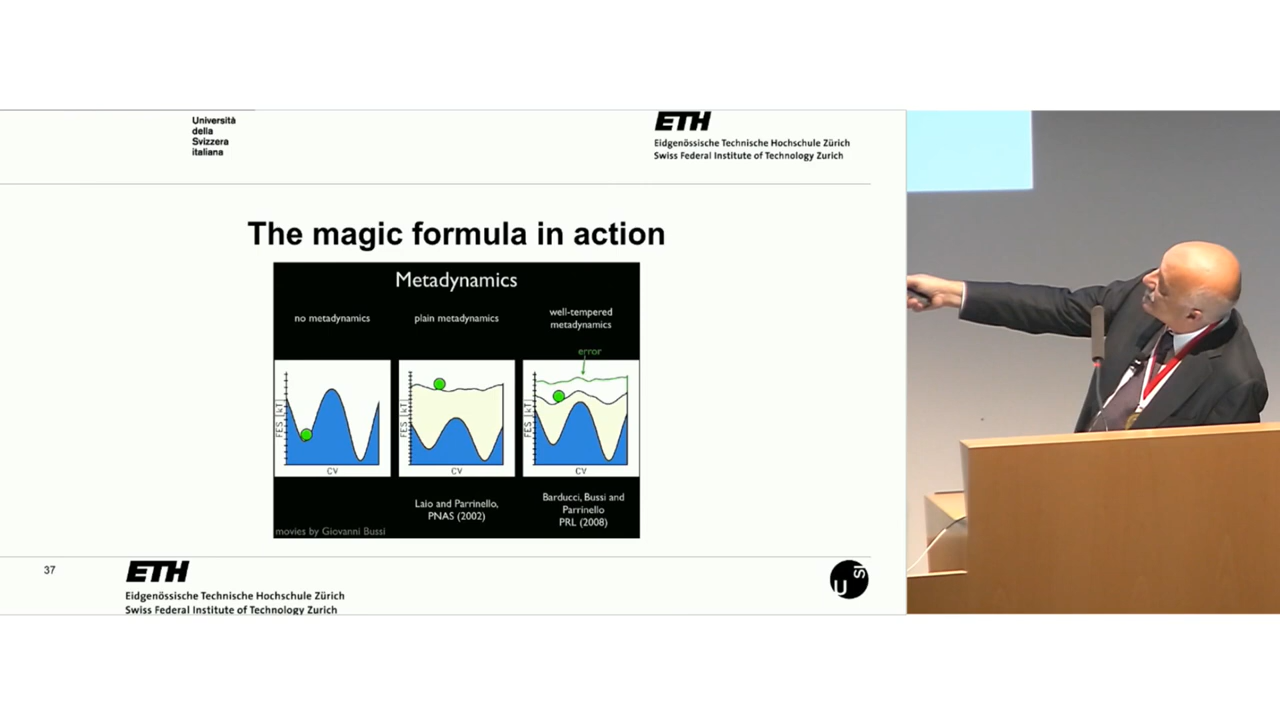 Università
della
Svizzera
italiana
ETH
Eidgenössische Technische Hochschule Zürich
Swiss Federal Institute of Technology Zurich
The magic formula in action
Metadynamics
no metadynamics
plain metadynamics
well-tempered
metadynamics
error
FES [kT]
CV
FES [kT]
CV
FES [kT]
CV
Laio and Parrinello,
PNAS (2002)
Barducci, Bussi and
Parrinello
PRL (2008)
movies by Giovanni Bussi
37
ETH
Eidgenössische Technische Hochschule Zürich
Swiss Federal Institute of Technology Zurich
U
SI